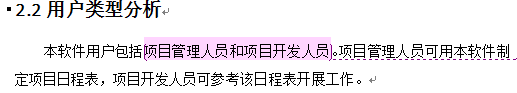 2.2 用户类型分析
本软件用户包括项目管理人员和项目开发人员。项目管理人员可用本软件制
定项目日程表，项目开发人员可参考该日程表开展工作。